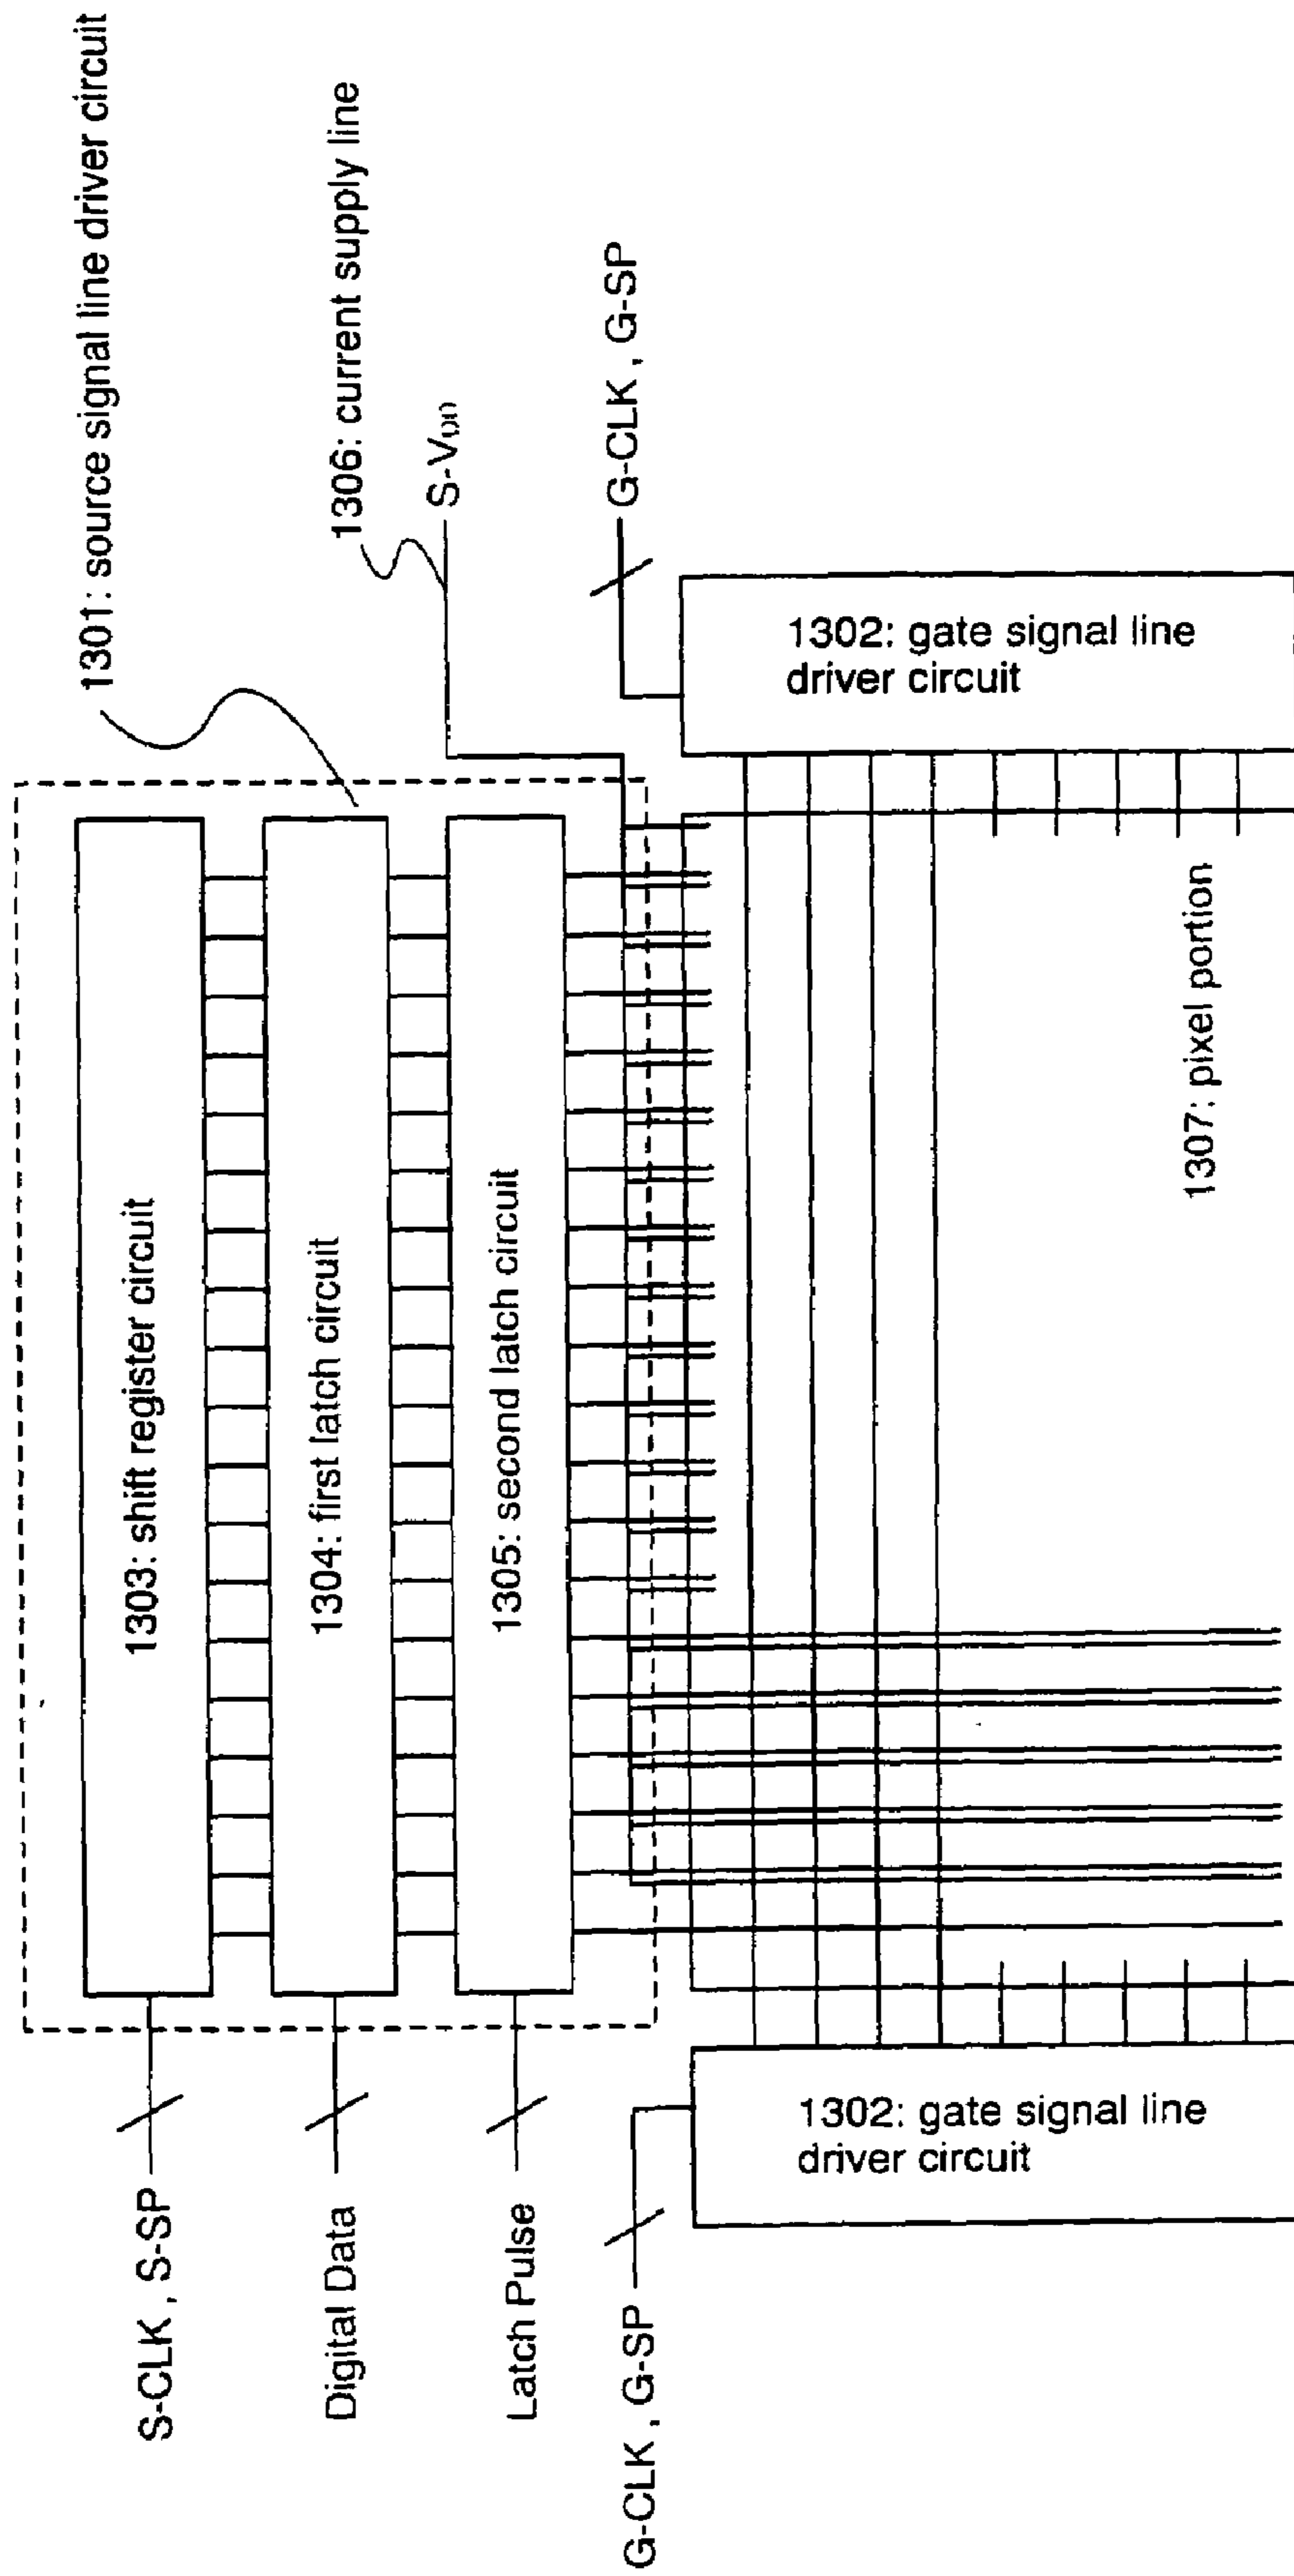 1301: source signal line driver circuit
1306: current supply line
S-VDD
G-CLK , G-SP
S-CLK , S-SP
Digital Data
Latch Pulse
G-CLK , G-SP
1303: shift register circuit
1304: first latch circuit
1305: second latch circuit
1302: gate signal line
driver circuit
1302: gate signal line
driver circuit
1307: pixel portion